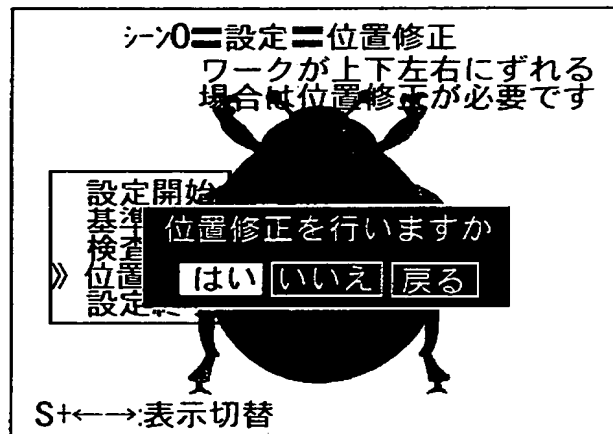 ｼｰﾝ0＝設定＝位置修正
ワークが上下左右にずれる
場合は位置修正が必要です
設定開始
基準
検査
》位置
設定終
位置修正を行いますか
はい いいえ 戻る
S+←→:表示切替